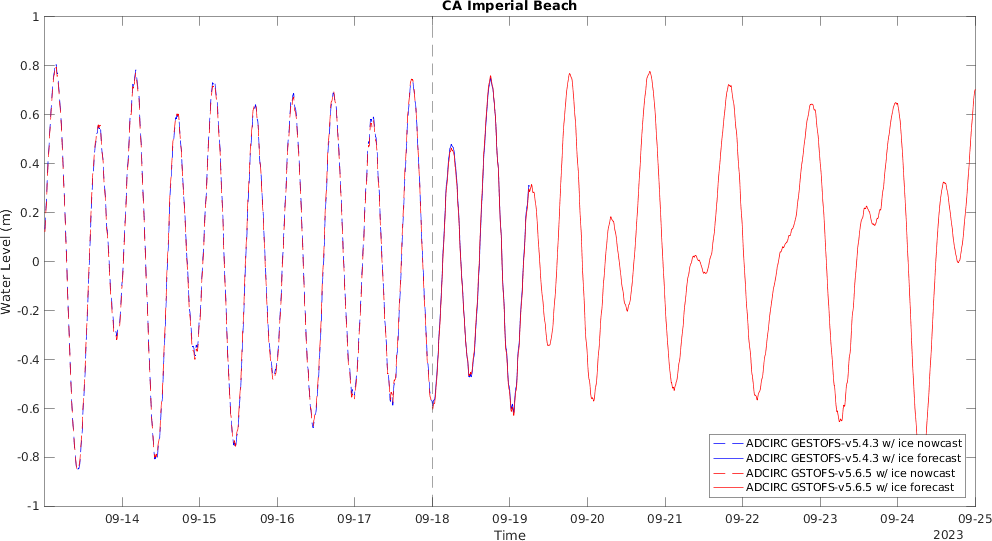 CA Imperial Beach
1
0.8
0.6
0.4
0.2
0
-0.2
-0.4
-0.6
-0.8
-1
Water Level (m)
09-14 09-15 09-16 09-17 09-18 09-19 09-20 09-21 09-22 09-23 09-24 09-25
Time
2023
ADCIRC GESTOFS-v5.4.3 w/ ice nowcast
ADCIRC GESTOFS-v5.4.3 w/ ice forecast
ADCIRC GSTOFS-v5.6.5 w/ ice nowcast
ADCIRC GSTOFS-v5.6.5 w/ ice forecast